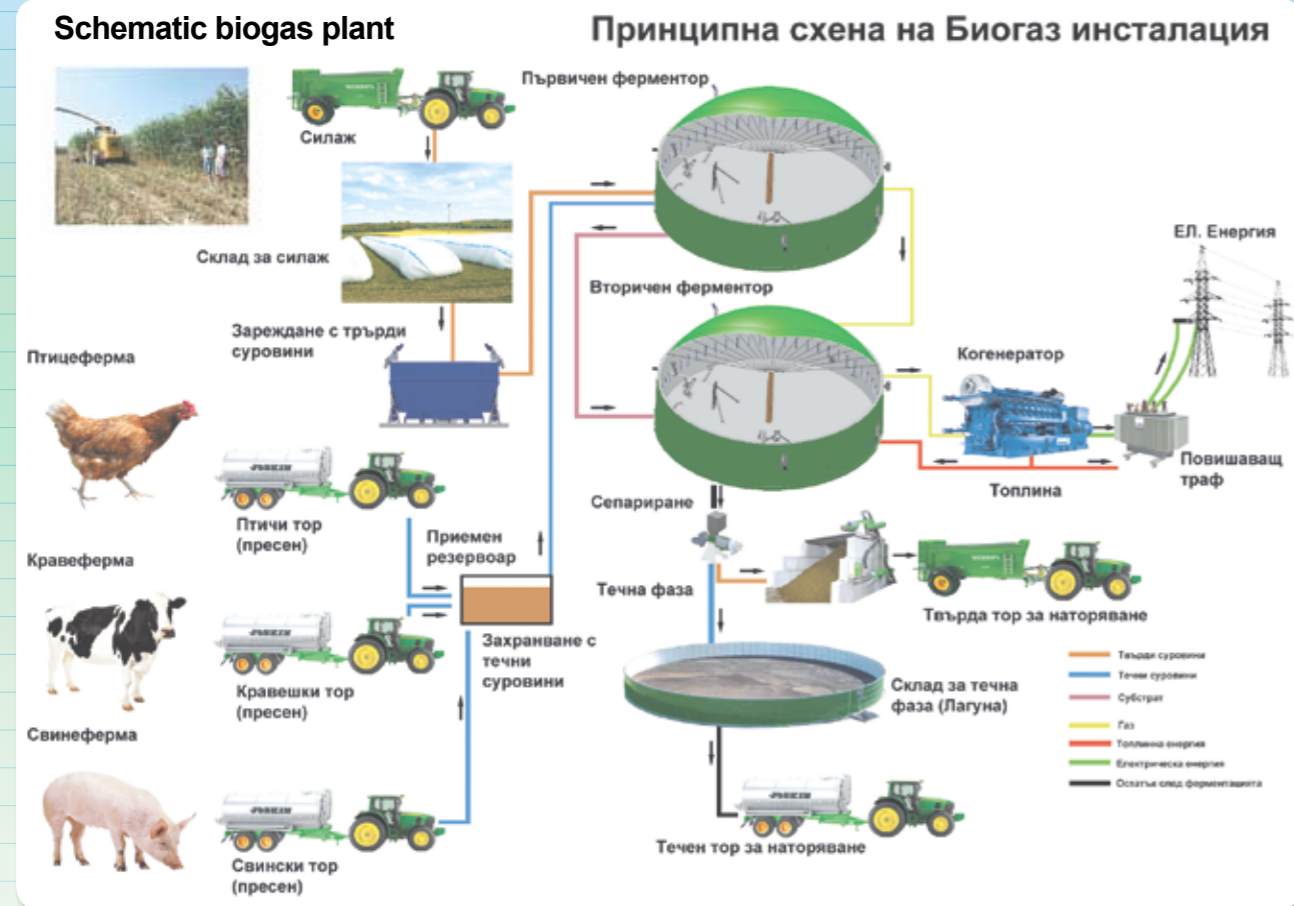 Schematic biogas plant
Принципна схема на Биогаз инсталация
Силаж
Първичен ферментор
Склад за силаж
Вторичен ферментор
ЕЛ. Енергия
Зареждане с трърди
суровини
Птицеферма
Когенератор
Повишаващ
траф
Топлина
Птичи тор
(пресен)
Приемен
резервоар
Сепариране
Кравеферма
Течна фаза
Твърда тор за наторяване
Захранване с
течни
суровини
Кравешки тор
(пресен)
Склад за течна
фаза (Лагуна)
Свинеферма
Твърди суровини
Течни суровини
Субстрат
Газ
Топлинна енергия
Електрическа енергия
Остатък след ферментацията
Течен тор за наторяване
Свински тор
(пресен)